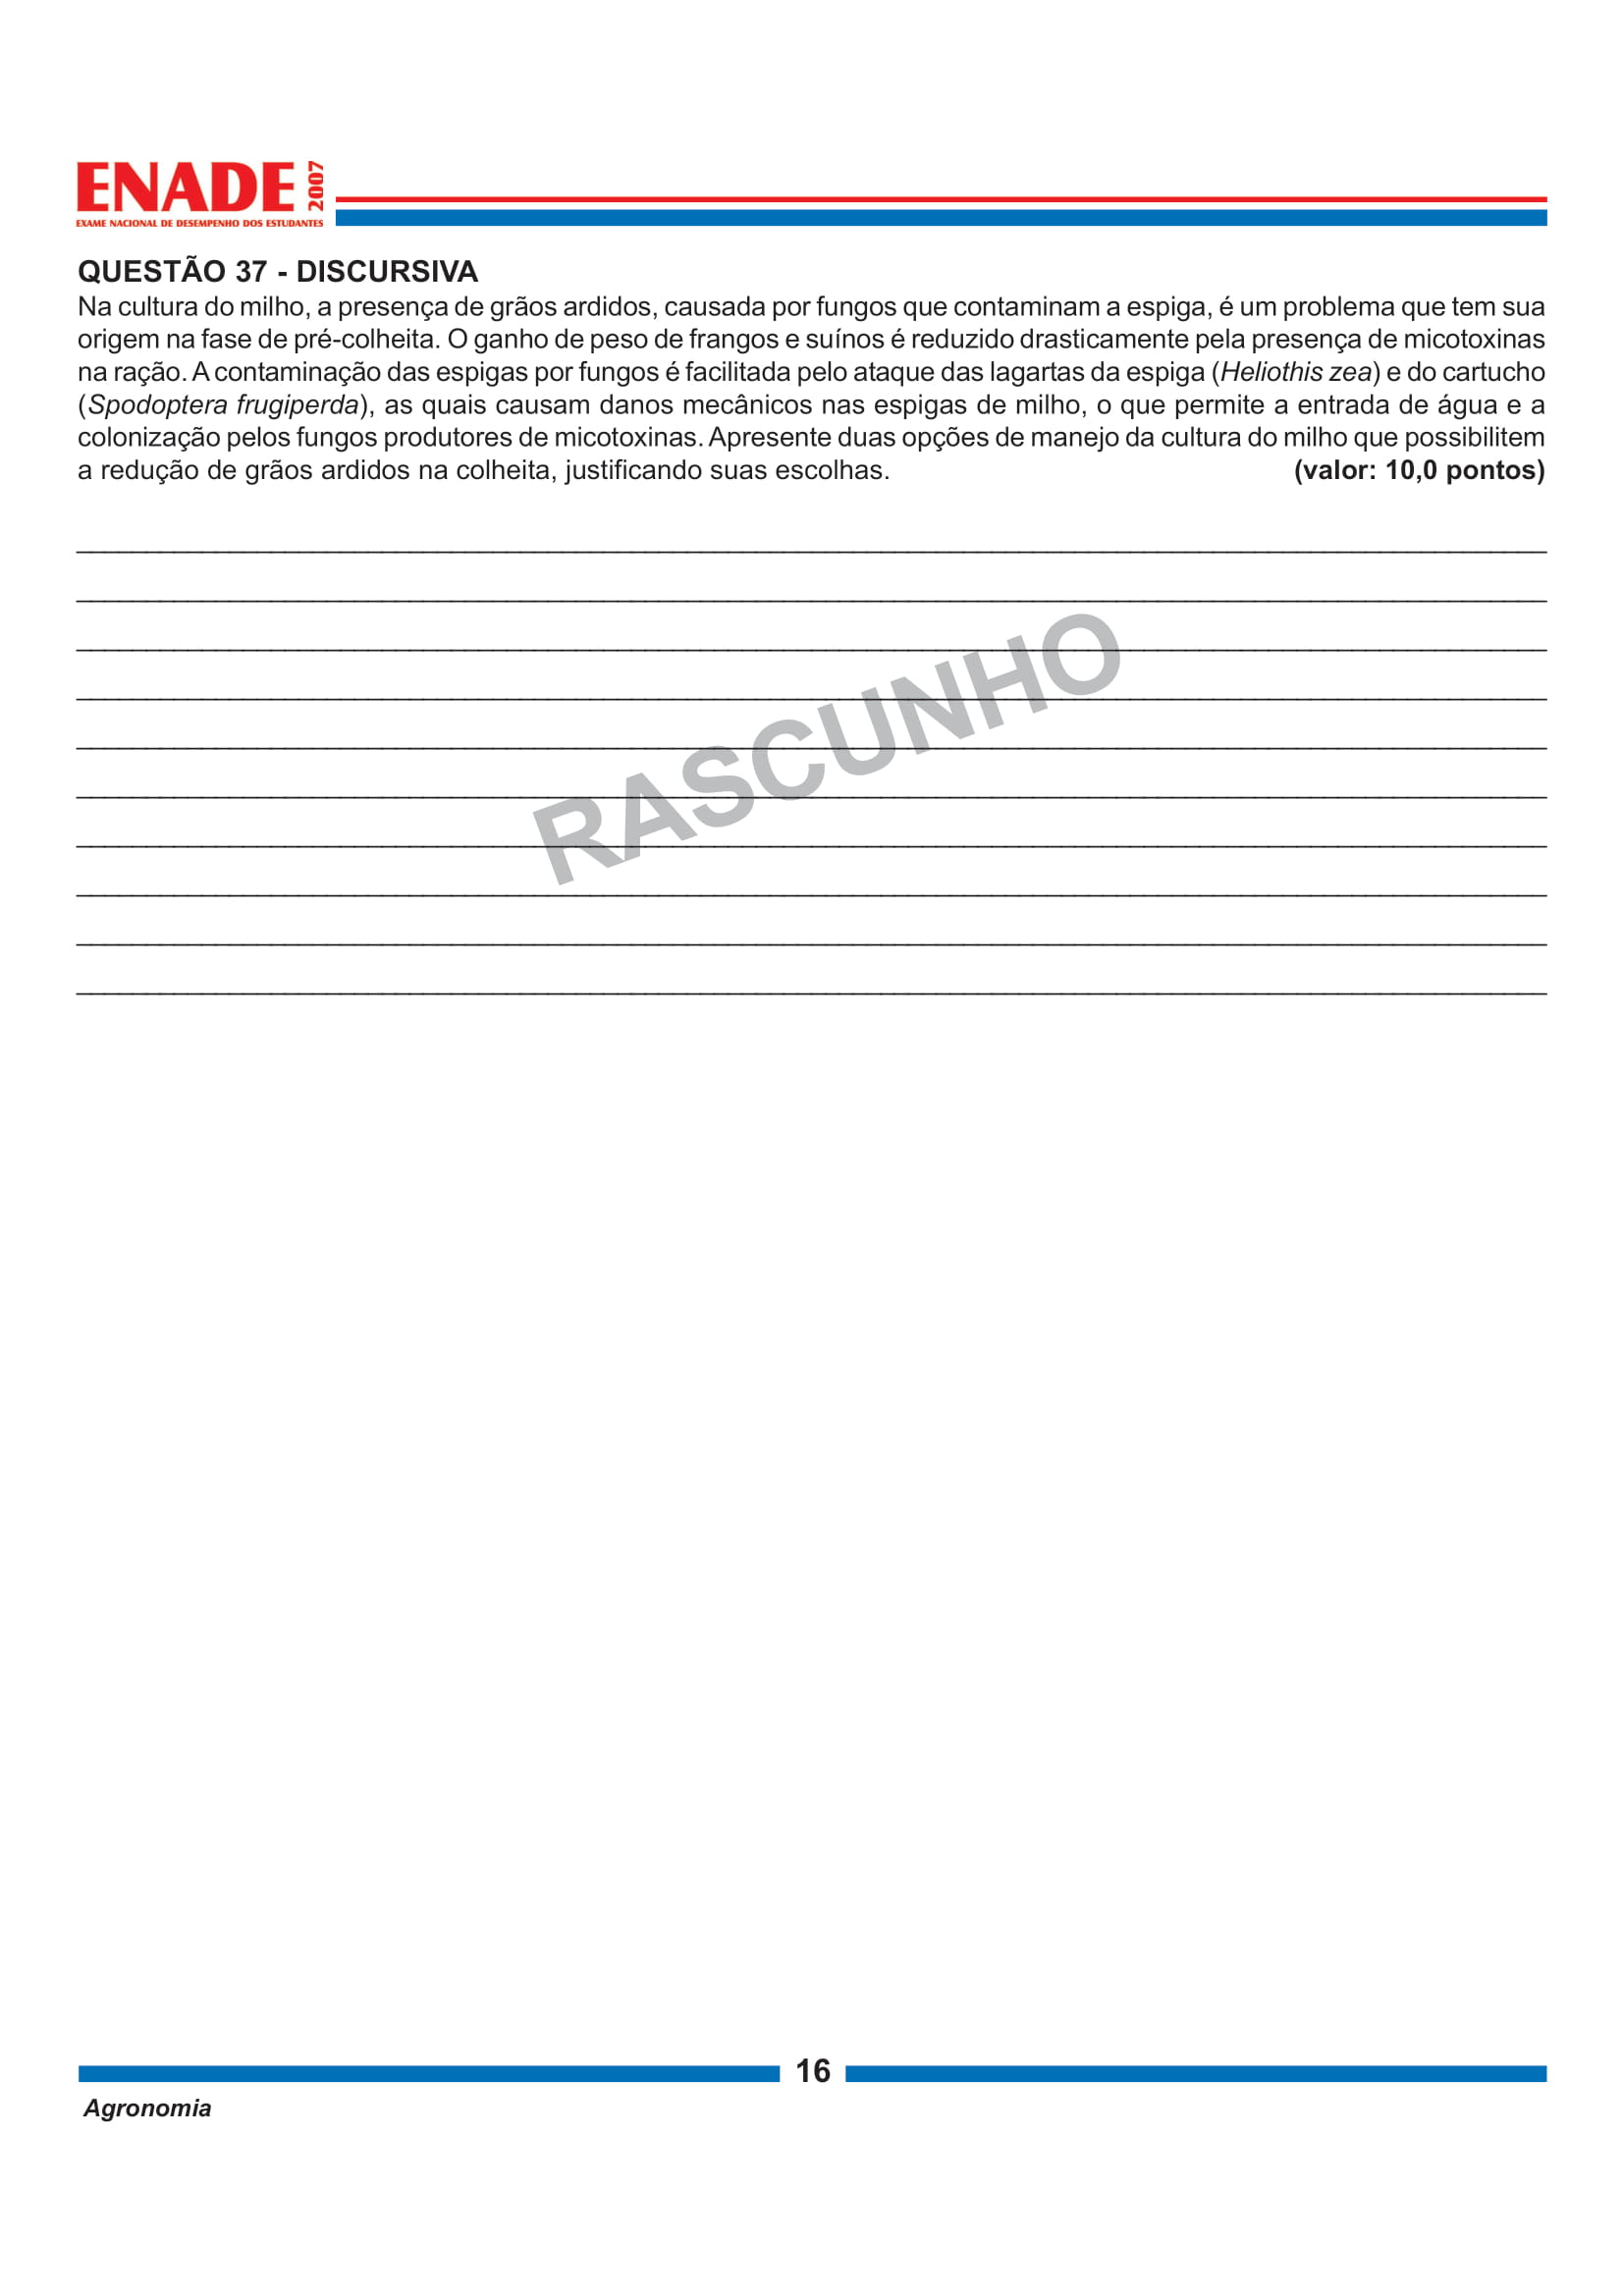 ENADE 2007
EXAME NACIONAL DE DESEMPENHO DOS ESTUDANTES
QUESTÃO 37 - DISCURSIVA
Na cultura do milho, a presença de grãos ardidos, causada por fungos que contaminam a espiga, é um problema que tem sua
origem na fase de pré-colheita. O ganho de peso de frangos e suínos é reduzido drasticamente pela presença de micotoxinas
na ração. A contaminação das espigas por fungos é facilitada pelo ataque das lagartas da espiga (Heliothis zea) e do cartucho
(Spodoptera frugiperda), as quais causam danos mecânicos nas espigas de milho, o que permite a entrada de água e a
colonização pelos fungos produtores de micotoxinas. Apresente duas opções de manejo da cultura do milho que possibilitem
a redução de grãos ardidos na colheita, justificando suas escolhas. (valor: 10,0 pontos)
RASCUNHO
16
Agronomia